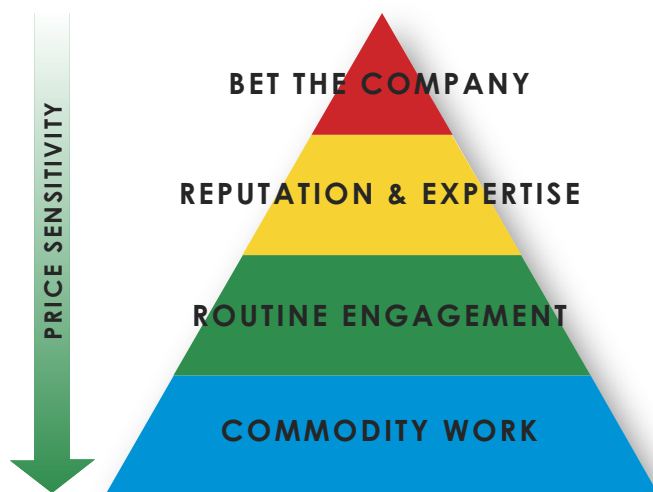 BET THE COMPANY
REPUTATION & EXPERTISE
ROUTINE ENGAGEMENT
COMMODITY WORK
PRICE SENSITIVITY